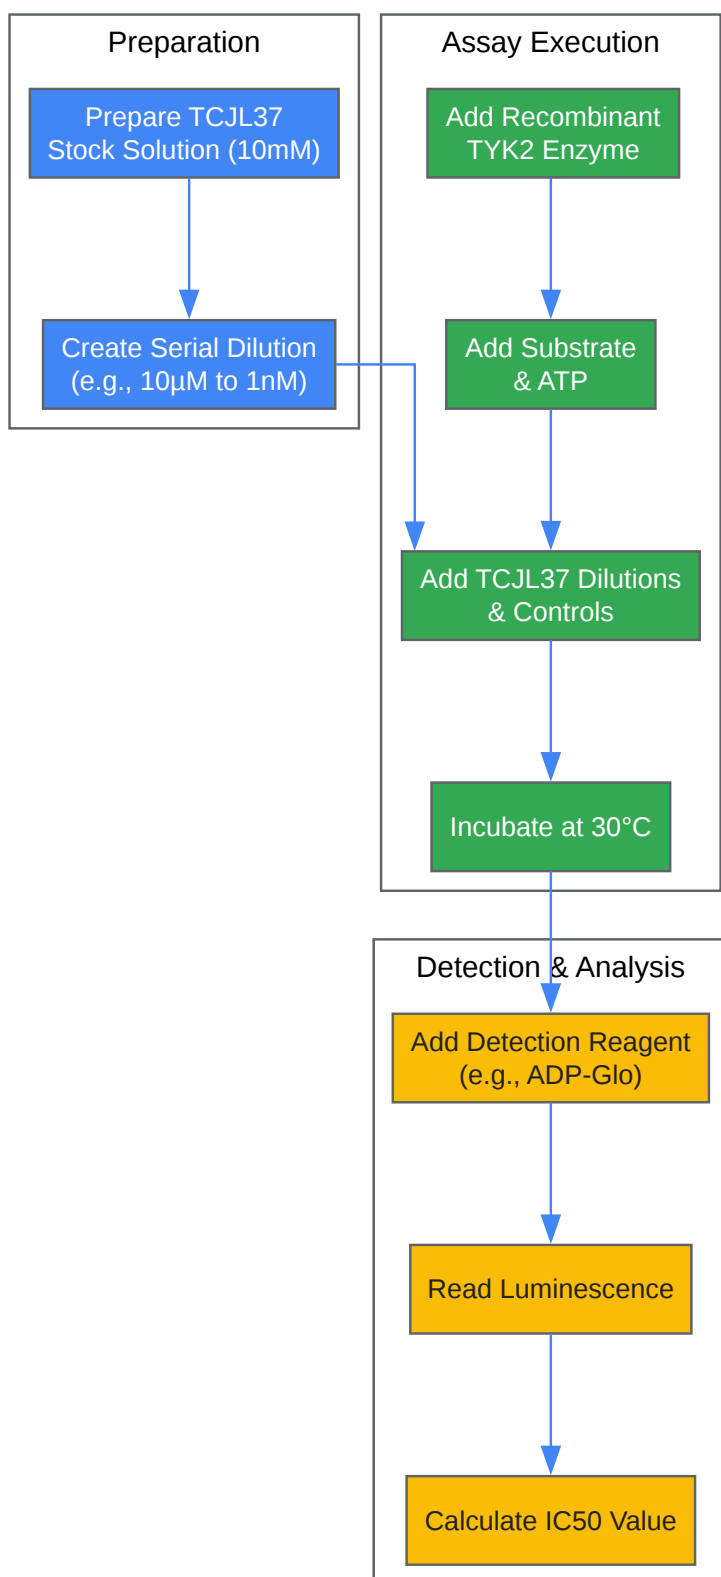 Preparation
Prepare TCJL37
Stock Solution (10mM)
Create Serial Dilution
(e.g., 10µM to 1nM)
Assay Execution
Add Recombinant
TYK2 Enzyme
Add Substrate
& ATP
Add TCJL37 Dilutions
& Controls
Incubate at 30°C
Detection & Analysis
Add Detection Reagent
(e.g., ADP-Glo)
Read Luminescence
Calculate IC50 Value